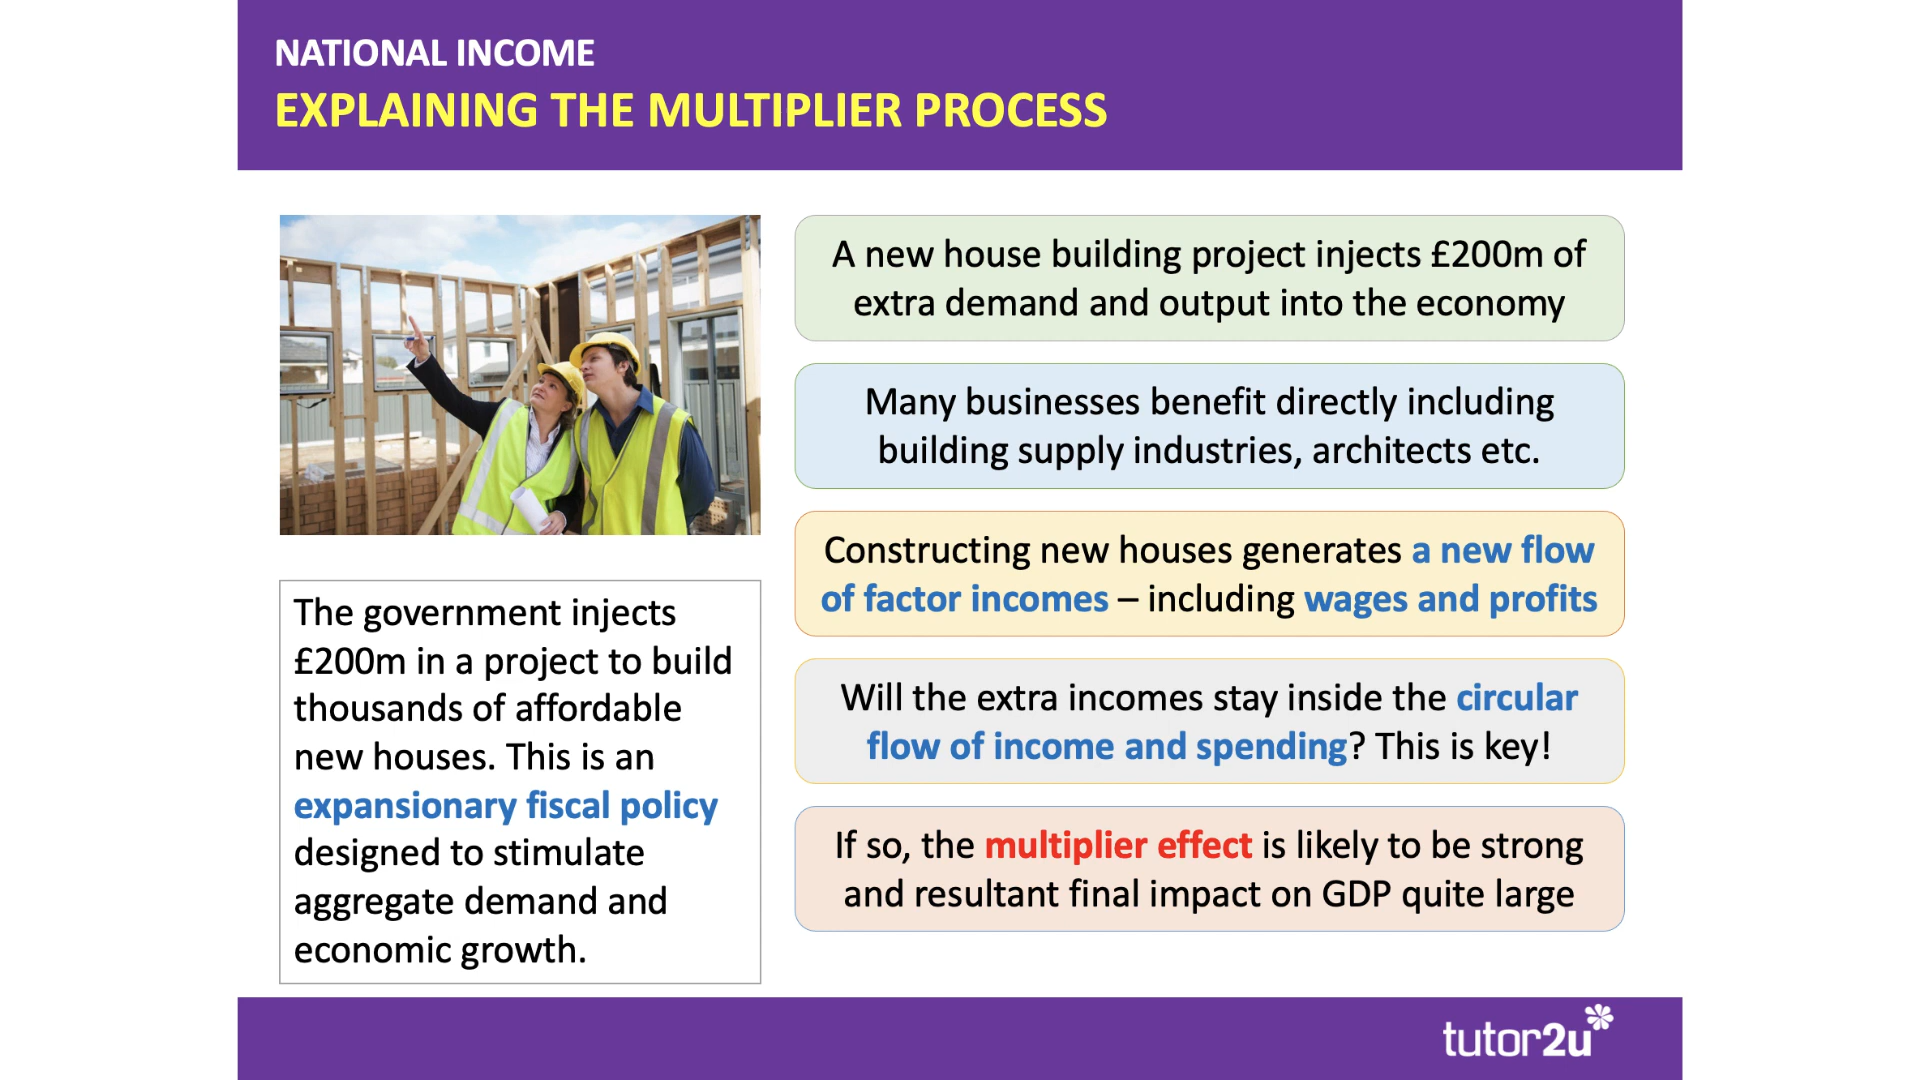 NATIONAL INCOME
EXPLAINING THE MULTIPLIER PROCESS
The government injects
£200m in a project to build
thousands of affordable
new houses. This is an
expansionary fiscal policy
designed to stimulate
aggregate demand and
economic growth.
A new house building project injects £200m of
extra demand and output into the economy
Many businesses benefit directly including
building supply industries, architects etc.
Constructing new houses generates a new flow
of factor incomes – including wages and profits
Will the extra incomes stay inside the circular
flow of income and spending? This is key!
If so, the multiplier effect is likely to be strong
and resultant final impact on GDP quite large
tutor2u